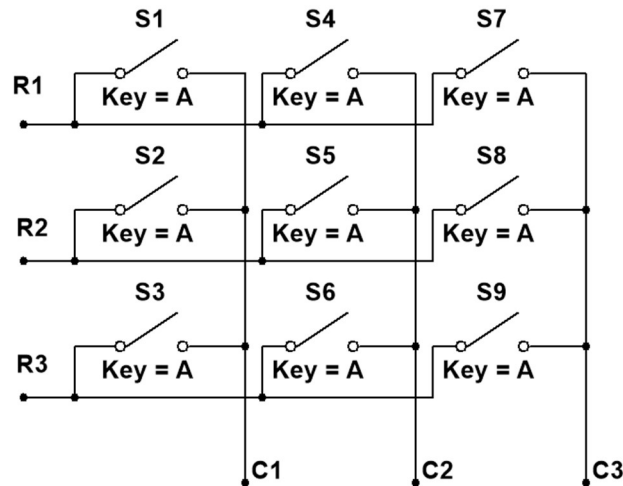 S1 S4 S7
R1
Key = A Key = A Key = A
S2 S5 S8
R2
Key = A Key = A Key = A
S3 S6 S9
R3
Key = A Key = A Key = A
C1 C2 C3